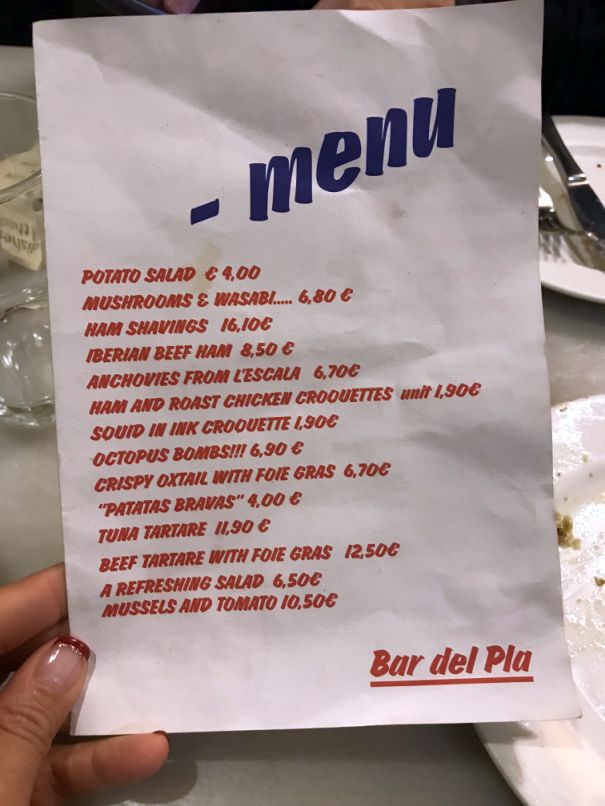 - menu
POTATO SALAD € 4,00
MUSHROOMS & WASABI..... 6,80 €
HAM SHAVINGS 16,10€
IBERIAN BEEF HAM 8,50 €
ANCHOVIES FROM L'ESCALA 6,70€
HAM AND ROAST CHICKEN CROQUETTES unit 1,90€
SQUID IN INK CROQUETTE 1,90€
OCTOPUS BOMBS!!! 6,90 €
CRISPY OXTAIL WITH FOIE GRAS 6,70€
"PATATAS BRAVAS" 4,00 €
TUNA TARTARE 11,90 €
BEEF TARTARE WITH FOIE GRAS 12,50€
A REFRESHING SALAD 6,50€
MUSSELS AND TOMATO 10,50€
Bar del Pla